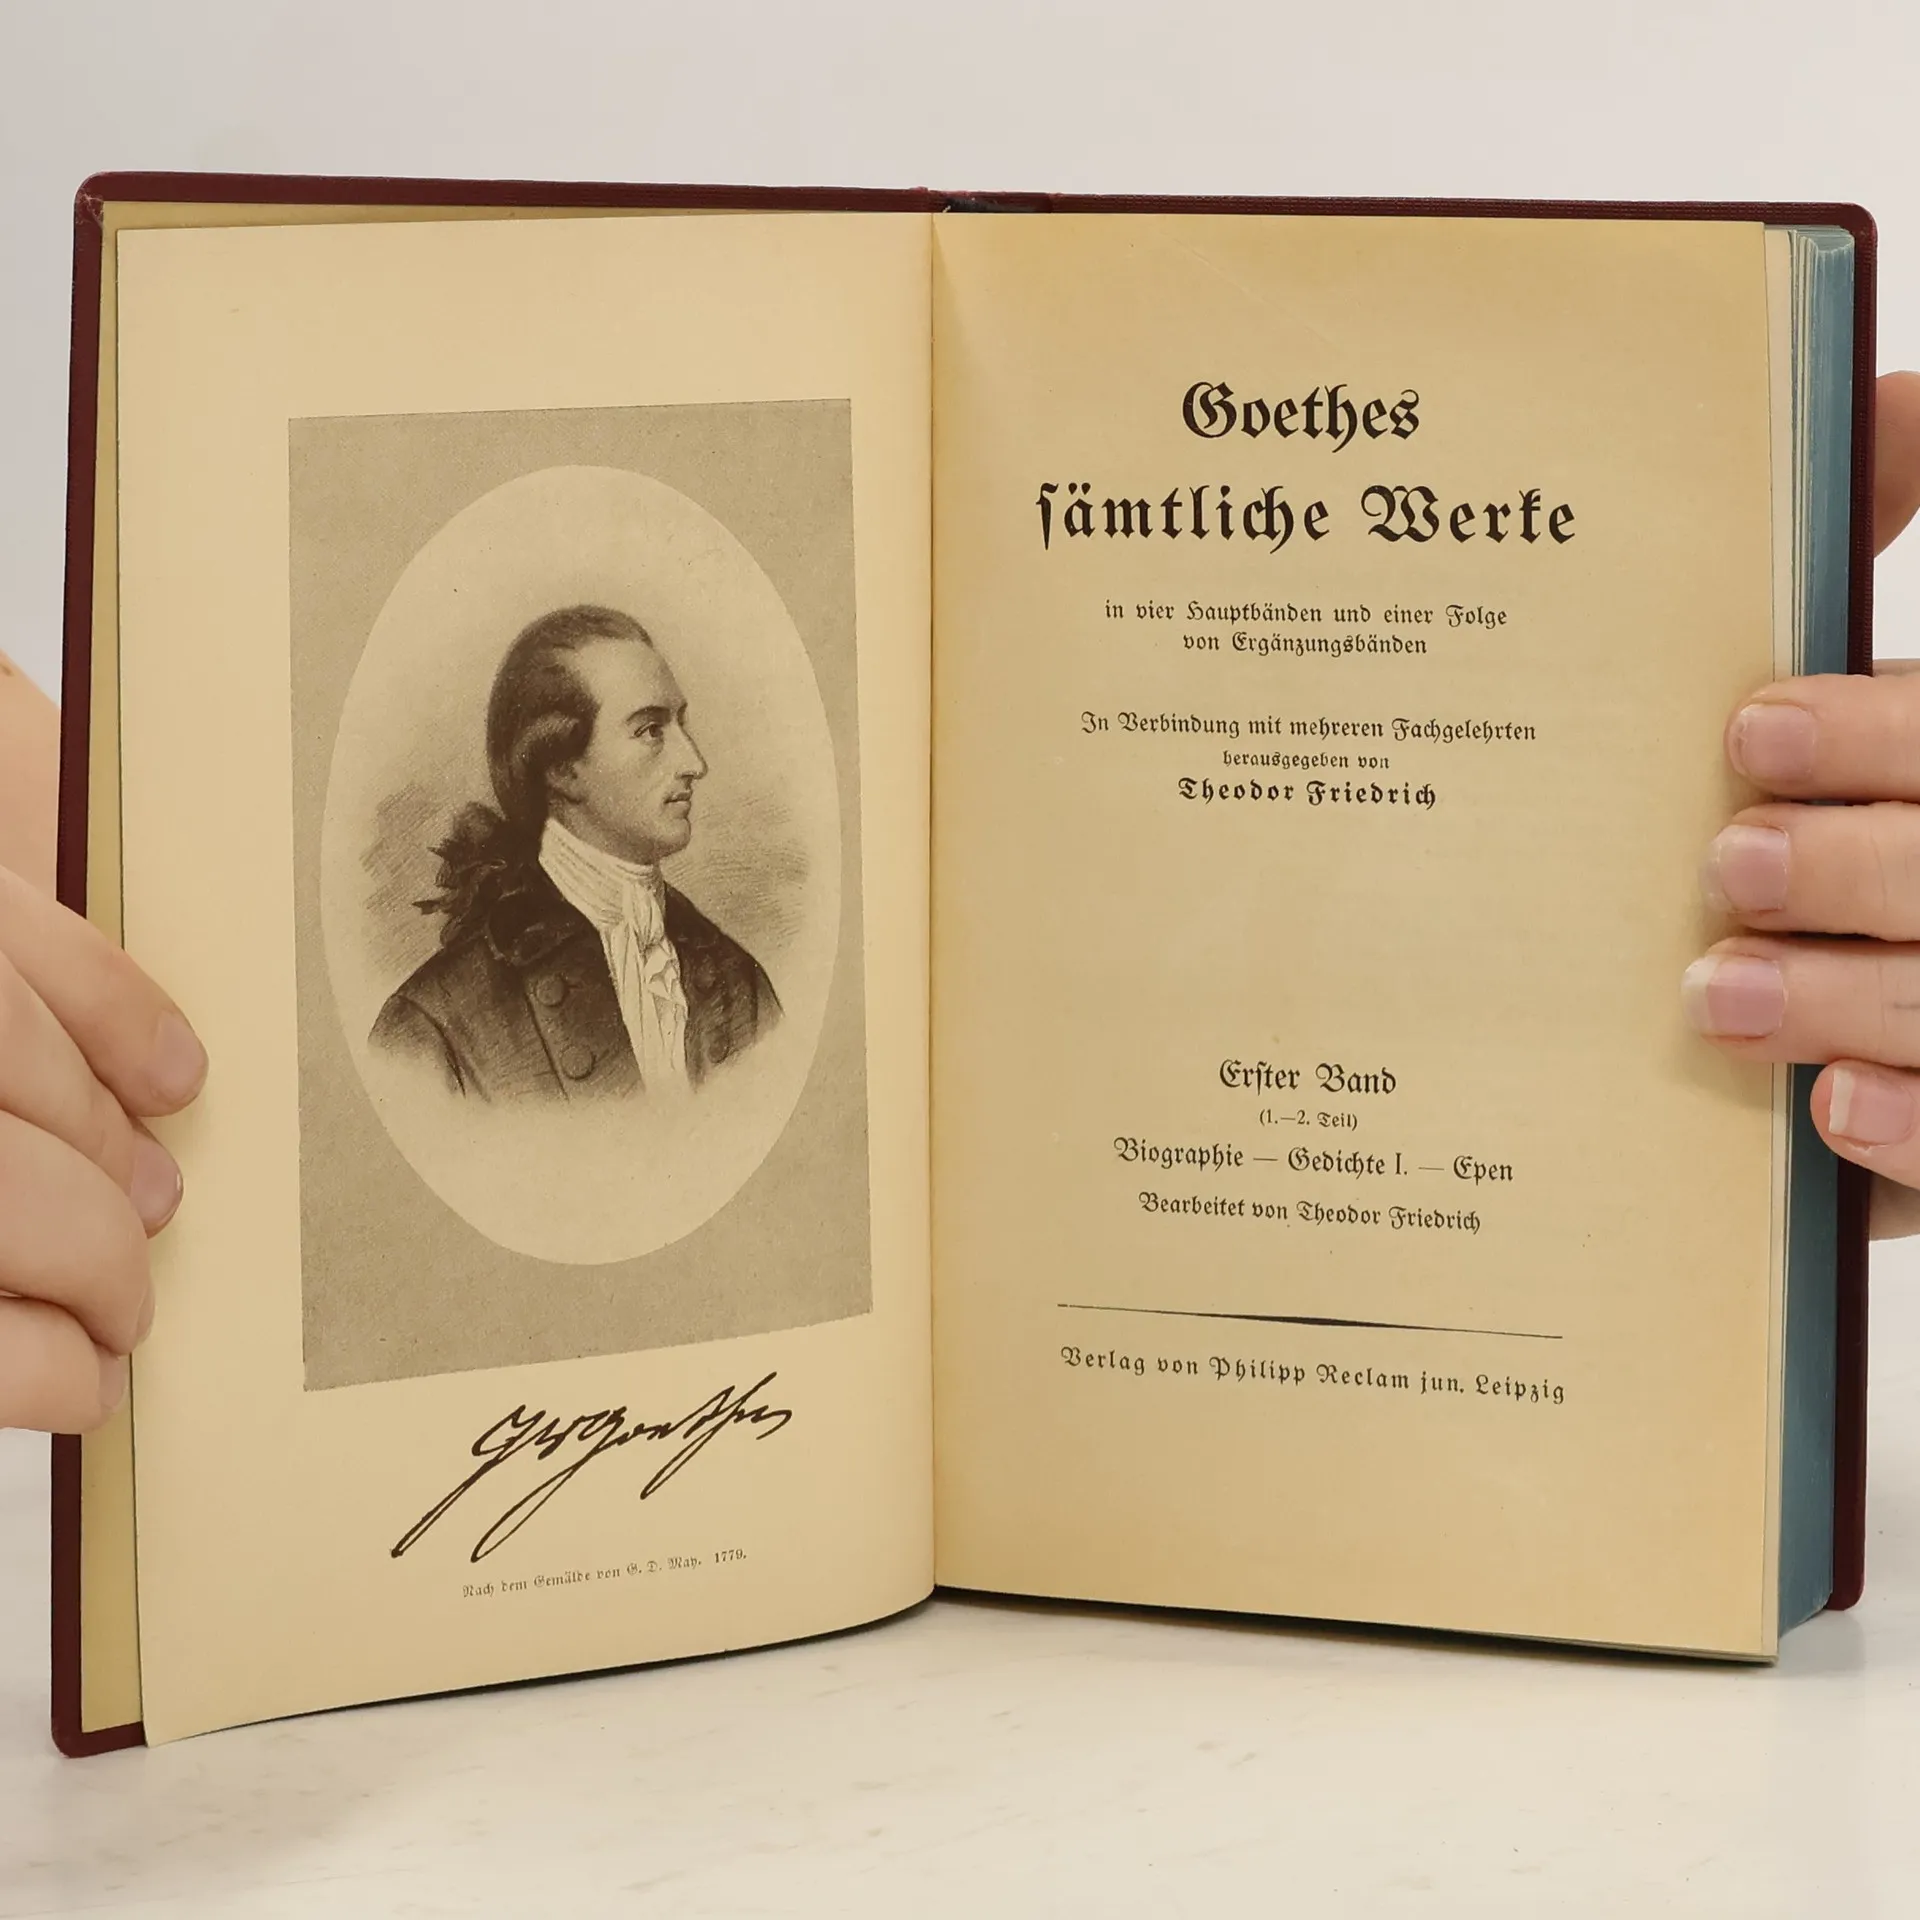 JWGoethe
Nach dem Gemälde von G. D. May. 1779.
Goethes
sämtliche Werke
in vier Hauptbänden und einer Folge
von Ergänzungsbänden
In Verbindung mit mehreren Fachgelehrten
herausgegeben von
Theodor Friedrich
Erster Band
(1.—2. Teil)
Biographie — Gedichte I. — Epen
Bearbeitet von Theodor Friedrich
Verlag von Philipp Reclam jun. Leipzig